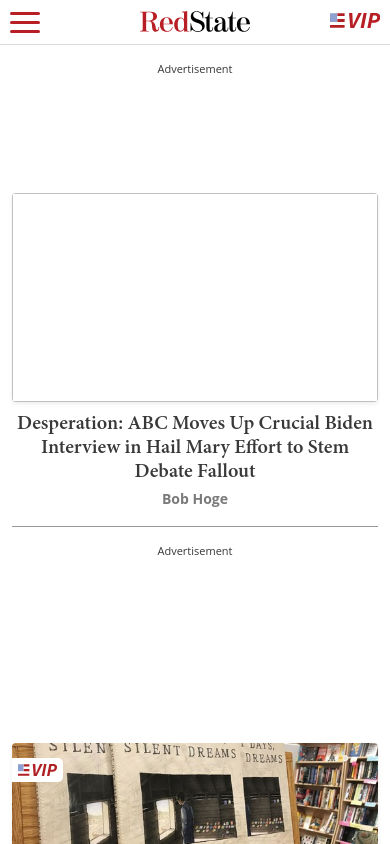 RedState
VIP
Advertisement
Desperation: ABC Moves Up Crucial Biden
Interview in Hail Mary Effort to Stem
Debate Fallout
Bob Hoge
Advertisement
VIP
SILENT
SILENT DREAMS
DAYS,
DREAMS